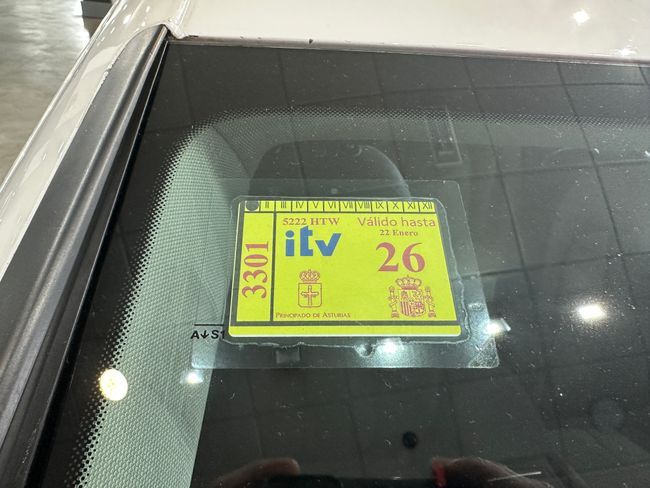 II III IV V VI VII VIII IX X XI XII
5222 HTW Válido hasta
22 Enero
itv 26
3301
PRINCIPADO DE ASTURIAS
A↓S1